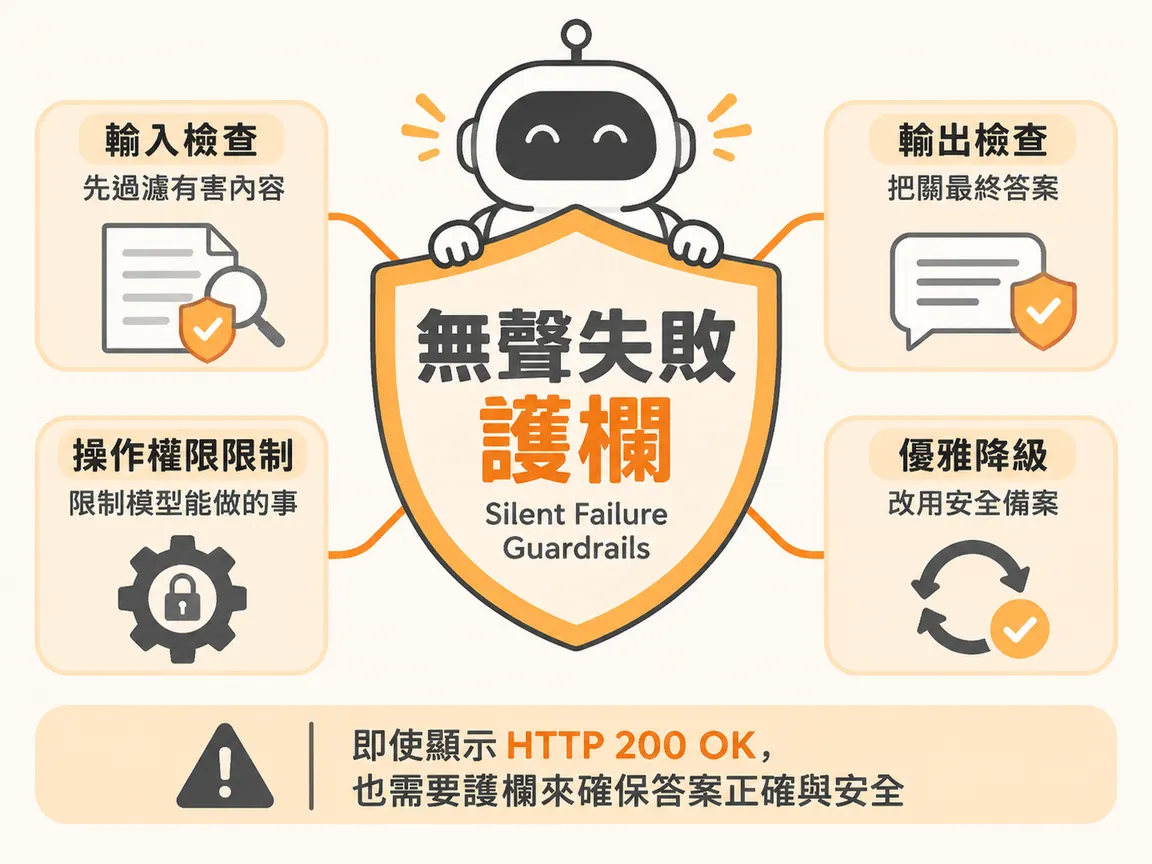 無聲失敗
護欄
Silent Failure
Guardrails
輸入檢查
先過濾有害內容
輸出檢查
把關最終答案
操作權限限制
限制模型能做的事
優雅降級
改用安全備案
即使顯示 HTTP 200 OK，
也需要護欄來確保答案正確與安全